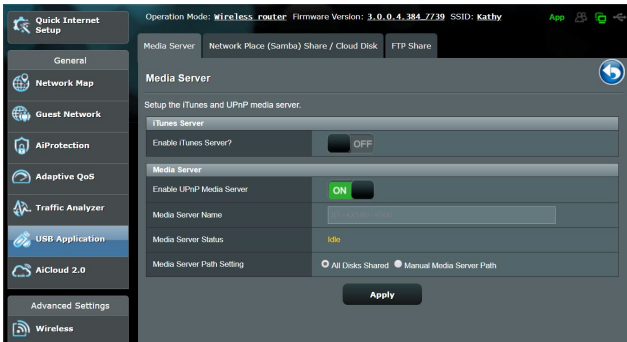 Quick Internet
Setup
Operation Mode: Wireless router Firmware Version: 3.0.0.4.384_7739 SSID: Kathy
App
Media Server
Network Place (Samba) Share / Cloud Disk
FTP Share
General
Network Map
Guest Network
AiProtection
Adaptive QoS
Traffic Analyzer
USB Application
AiCloud 2.0
Advanced Settings
Wireless
Media Server
Setup the iTunes and UPnP media server.
iTunes Server
Enable iTunes Server?
OFF
Media Server
Enable UPnP Media Server
ON
Media Server Name
Media Server Status
Idle
Media Server Path Setting
All Disks Shared
Manual Media Server Path
Apply